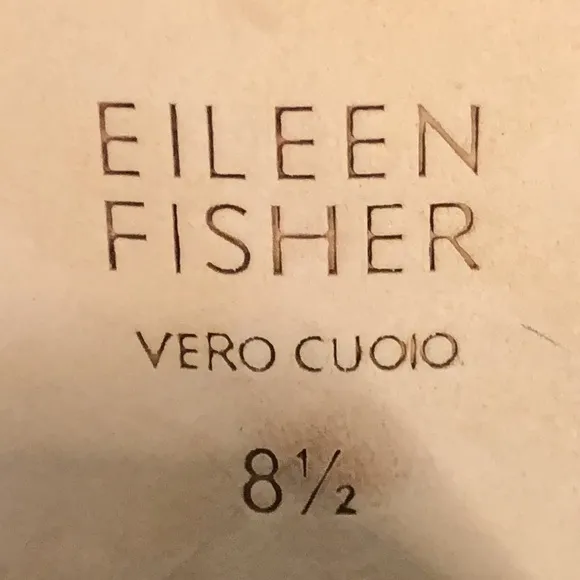 EILEEN
FISHER
VERO CUOIO
8½